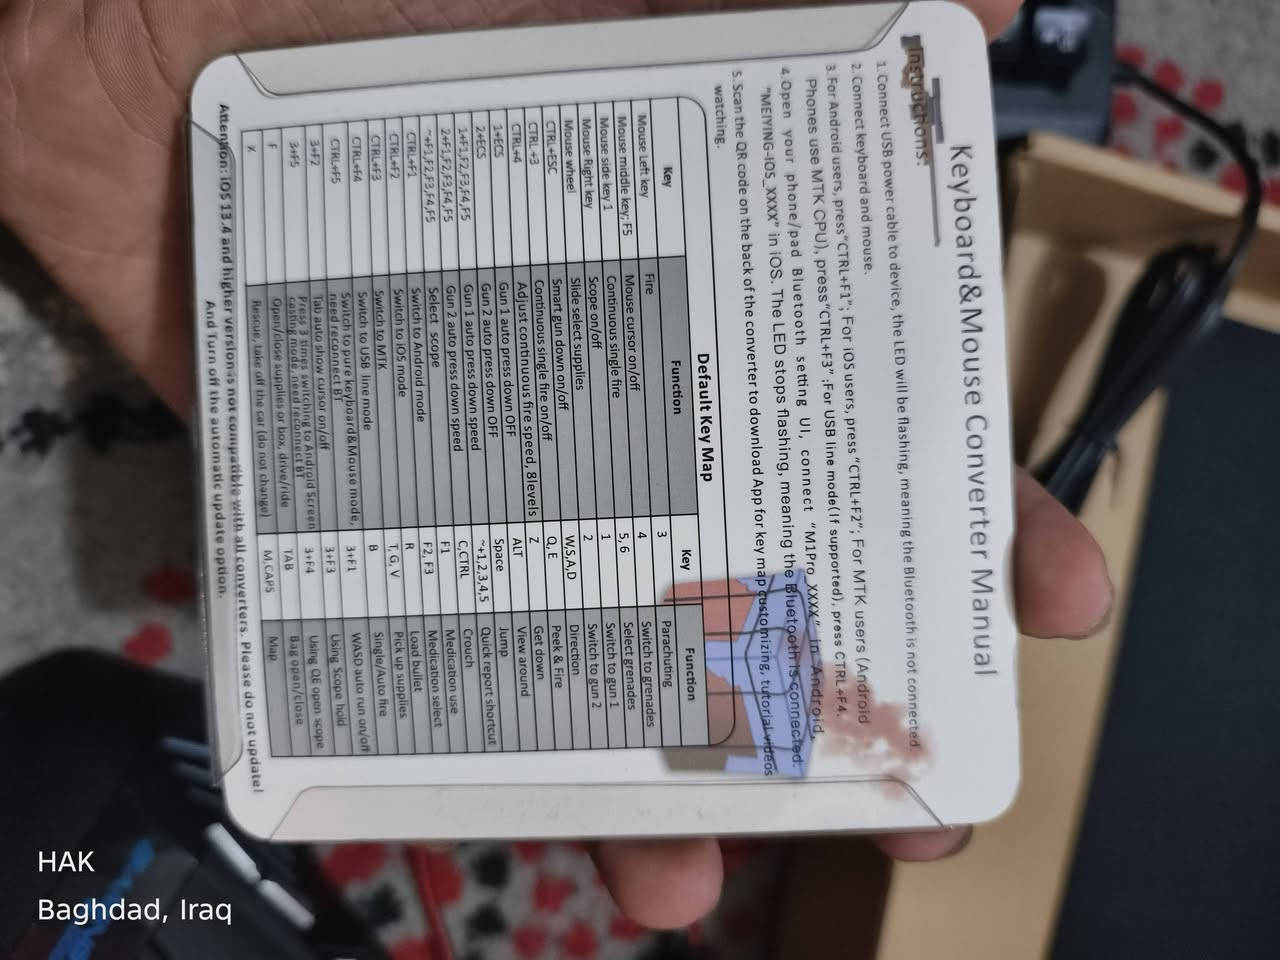 Keyboard&Mouse Converter Manual
Instructions:
1.Connect USB power cable to device, the LED will be flashing, meaning the Bluetooth is not connected.
2.Connect keyboard and mouse.
3.For Android users, press"CTRL+F1"; For iOS users, press "CTRL+F2"; For MTK users (Android
Phones use MTK CPU), press"CTRL+F3" ;For USB line mode(If supported), press CTRL+F4.
4.Open your phone/pad Bluetooth setting UI, connect "M1Pro_XXXX" in Android,
"MEIYING-IOS_XXXX" in iOS. The LED stops flashing, meaning the Bluetooth is connected.
5.Scan the QR code on the back of the converter to download App for key map customizing, tutorial videos
watching.
Default Key Map
Key Function Key Function
Mouse Left key Fire 3 Parachuting
Mouse middle key; F5 Mouse cursor on/off 4 Switch to grenades
Mouse side key 1 Continuous single fire 5, 6 Select grenades
Mouse Right key Scope on/off 1 Switch to gun 1
Mouse wheel Slide select supplies 2 Switch to gun 2
CTRL+ESC Smart gun down on/off W,S,A,D Direction
CTRL +3 Continuous single fire on/off Q, E Peek & Fire
CTRL+4 Adjust continuous fire speed, 8levels Z Get down
1+ECS Gun 1 auto press down OFF ALT View around
2+ECS Gun 2 auto press down OFF Space Jump
1+F1,F2,F3,F4,F5 Gun 1 auto press down speed ~+1,2,3,4,5 Quick report shortcut
2+F1,F2,F3,F4,F5 Gun 2 auto press down speed C,CTRL Crouch
~+F1,F2,F3,F4,F5 Select scope F1 Medication use
CTRL+F1 Switch to Android mode F2, F3 Medication select
CTRL+F2 Switch to iOS mode R Load bullet
CTRL+F3 Switch to MTK T, G, V Pick up supplies
CTRL+F4 Switch to USB line mode B Single/Auto fire
CTRL+F5 Switch to pure keyboard&Mouse mode, need reconnect BT 3+F1 WASD auto run on/off
3+F2 Tab auto show cursor on/off 3+F3 Using Scope hold
3+F5 Press 3 times switching to Android Screen casting mode, need reconnect BT 3+F4 Using QE open scope
F Open/close supplies or box, drive/ride TAB Bag open/close
X Rescue, take off the car (do not change) M,CAPS Map
Attention: IOS 13.4 and higher version is not compatible with all converters. Please do not update!
And Turn off the automatic update option.
HAK
Baghdad, Iraq